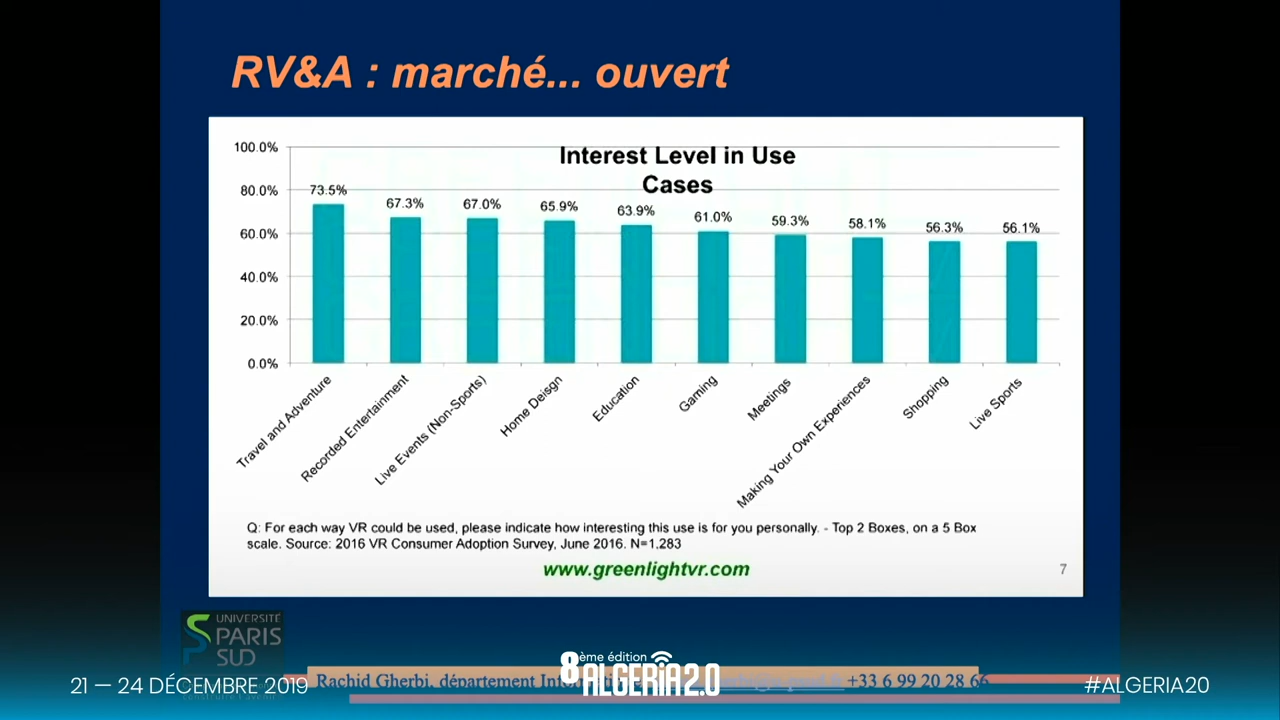 RV&A : marché... ouvert
Interest Level in Use
Cases
100.0%
80.0%
60.0%
40.0%
20.0%
0.0%
73.5%
67.3%
67.0%
65.9%
63.9%
61.0%
59.3%
58.1%
56.3%
56.1%
Travel and Adventure
Recorded Entertainment
Live Events (Non-Sports)
Home Deisgn
Education
Gaming
Meetings
Making Your Own Experiences
Shopping
Live Sports
Q: For each way VR could be used, please indicate how interesting this use is for you personally. - Top 2 Boxes, on a 5 Box
scale. Source: 2016 VR Consumer Adoption Survey, June 2016. N=1,283
www.greenlightvr.com
7
UNIVERSITÉ
PARIS
SUD
Rachid Gherbi, département +33 6 99 20 28 66
21 — 24 DÉCEMBRE 2019
8ème édition
ALGERIA2.0
#ALGERIA20